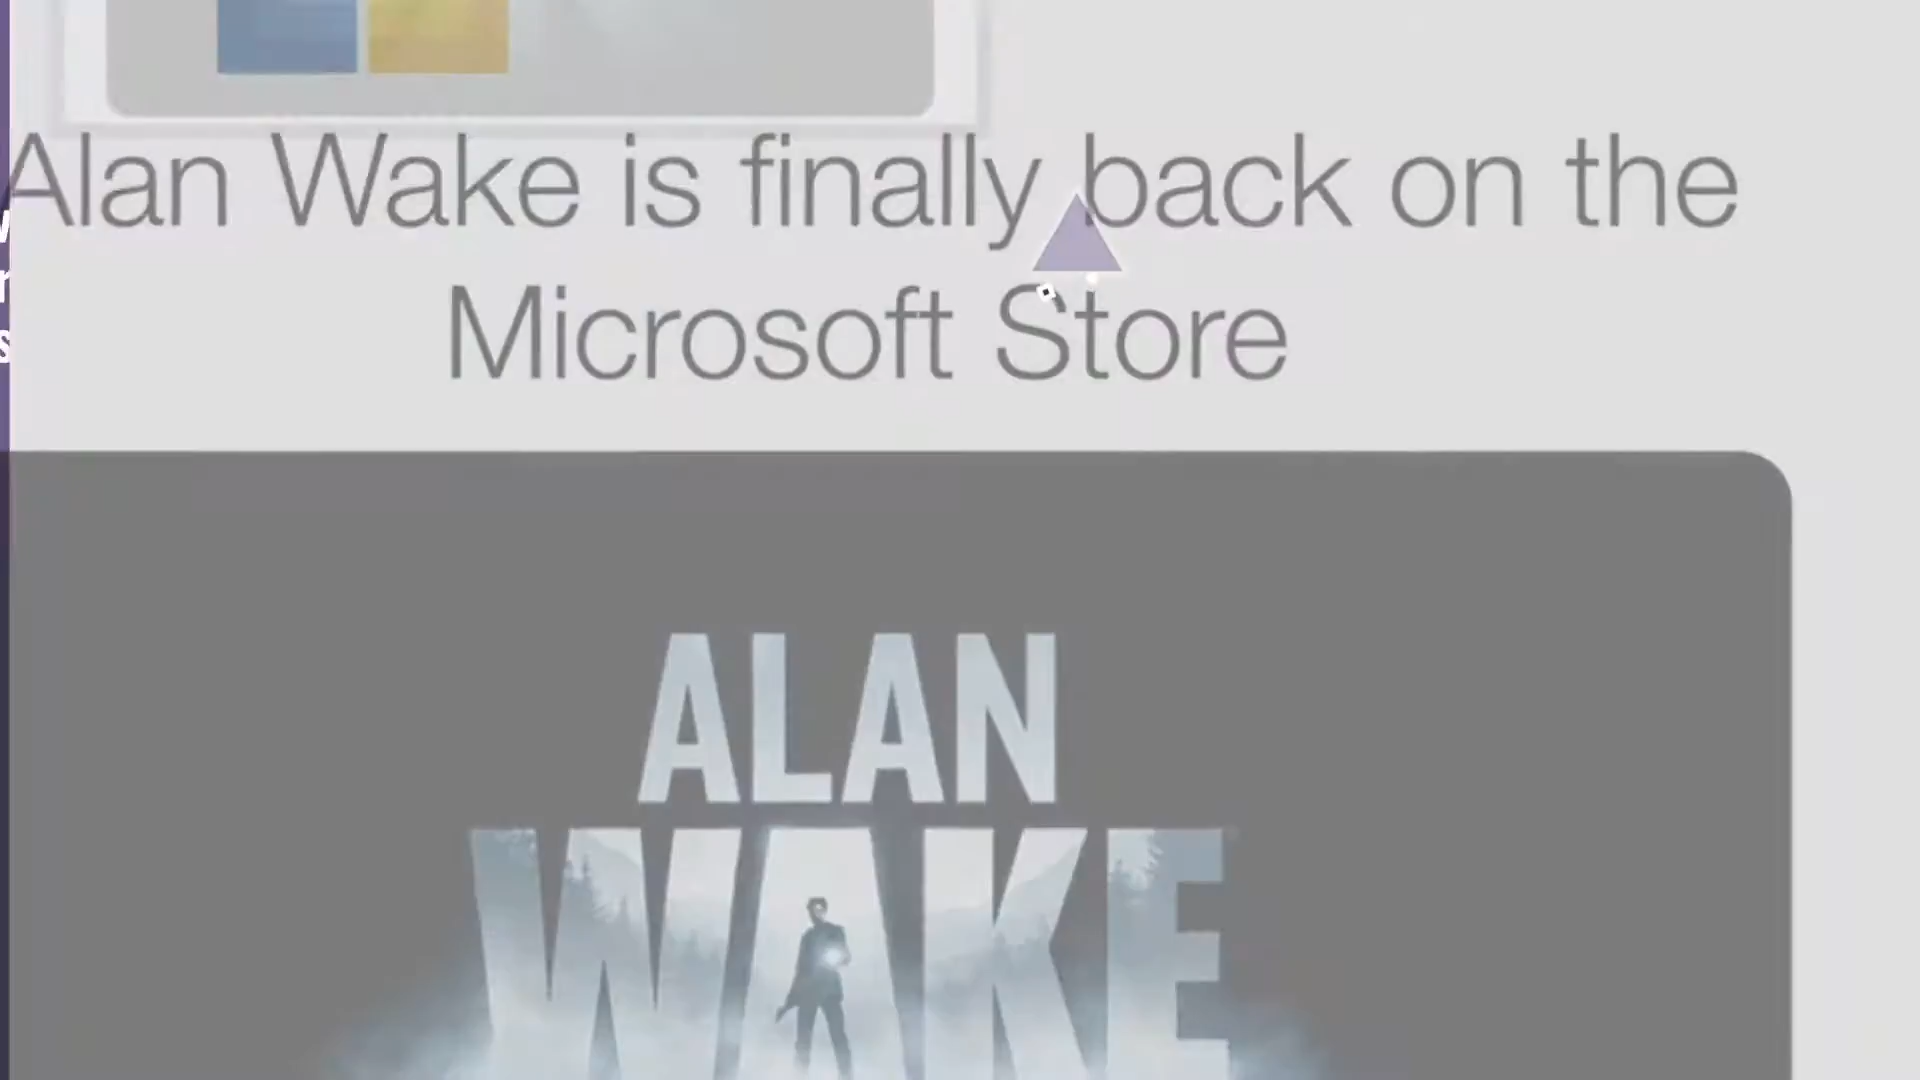 Alan Wake is finally back on the
Microsoft Store
ALAN
WAKE